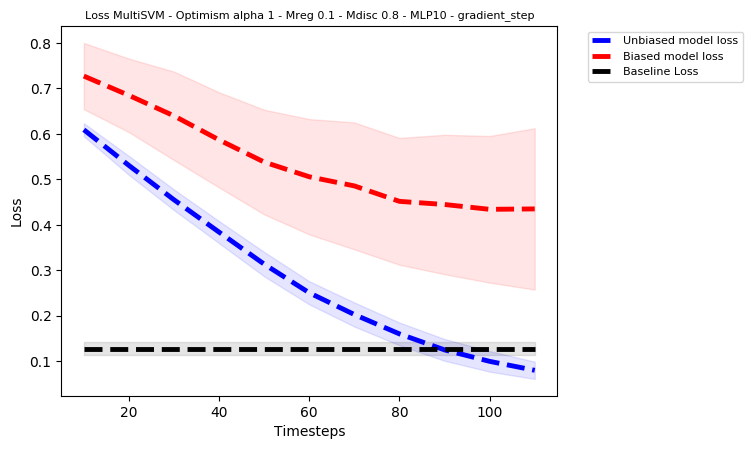 Loss MultiSVM - Optimism alpha 1 - Mreg 0.1 - Mdisc 0.8 - MLP10 - gradient_step
Unbiased model loss
Biased model loss
Baseline Loss
Loss
0.8
0.7
0.6
0.5
0.4
0.3
0.2
0.1
20 40 60 80 100
Timesteps